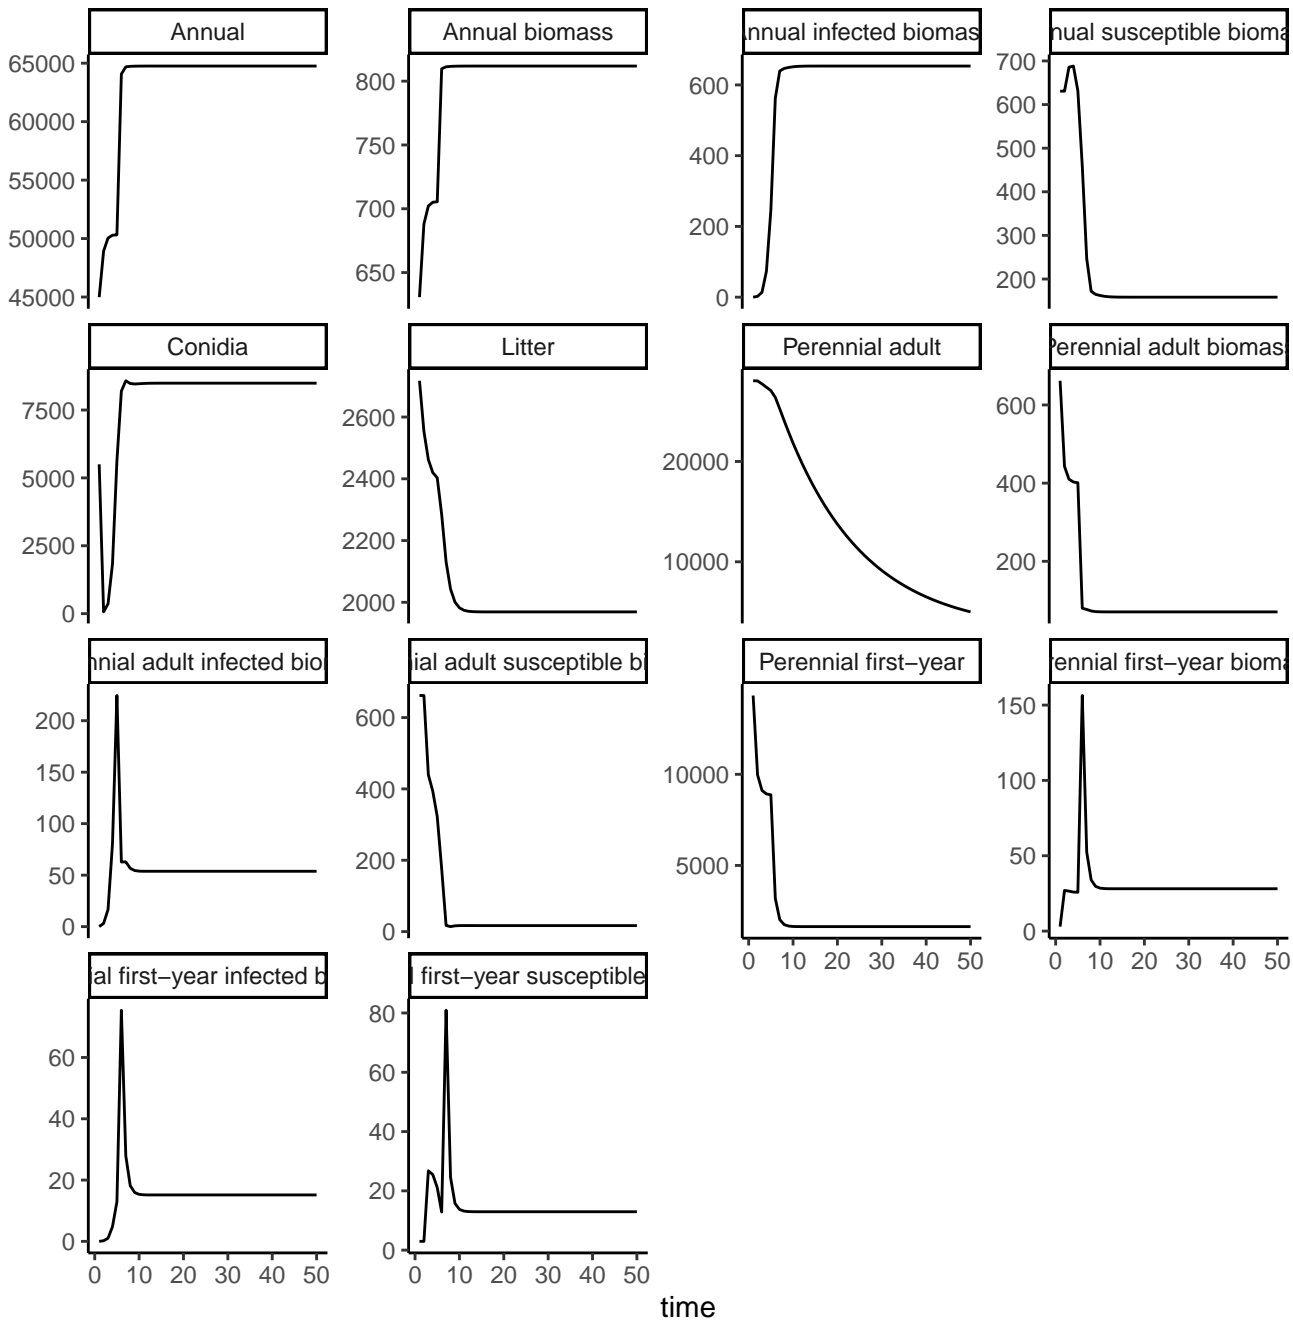 Annual
Annual biomass
Annual infected biomas
nual susceptible bioma
65000
60000
55000
50000
45000
800
750
700
650
600
400
200
0
700
600
500
400
300
200
Conidia
Litter
Perennial adult
Perennial adult biomas
7500
5000
2500
0
2600
2400
2200
2000
20000
10000
600
400
200
nnial adult infected bio
ial adult susceptible bi
Perennial first−year
rennial first−year bioma
200
150
100
50
0
600
400
200
0
10000
5000
150
100
50
0
0 10 20 30 40 50
0 10 20 30 40 50
ial first−year infected b
l first−year susceptible
60
40
20
0
80
60
40
20
0
0 10 20 30 40 50
0 10 20 30 40 50
time